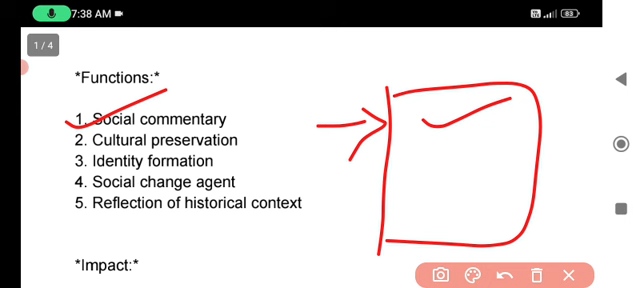 7:38 AM
83
1 / 4
*Functions:*
1. Social commentary
2. Cultural preservation
3. Identity formation
4. Social change agent
5. Reflection of historical context
*Impact:*